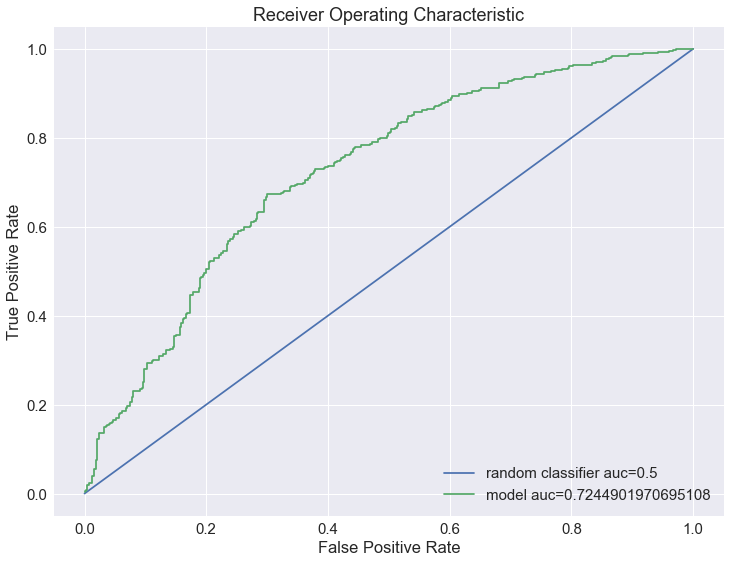 Receiver Operating Characteristic
True Positive Rate
1.0
0.8
0.6
0.4
0.2
0.0
random classifier auc=0.5
model auc=0.7244901970695108
0.0 0.2 0.4 0.6 0.8 1.0
False Positive Rate